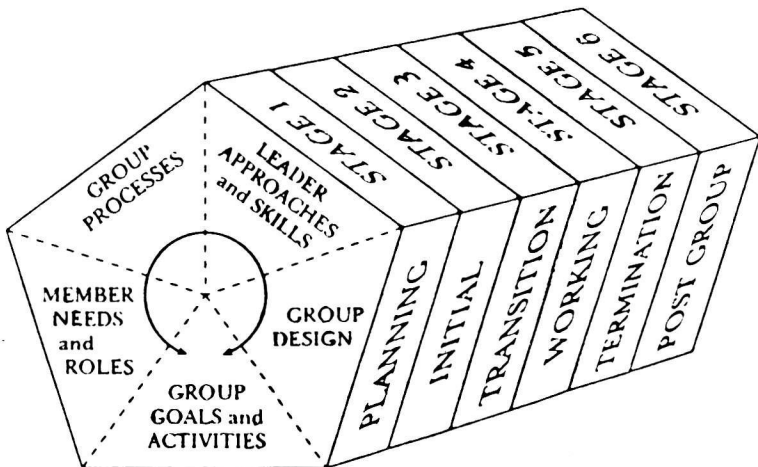 GROUP
PROCESSES
LEADER
APPROACHES
and SKILLS
MEMBER
NEEDS
and
ROLES
GROUP
DESIGN
GROUP
GOALS and
ACTIVITIES
STAGE 1
STAGE 2
STAGE 3
STAGE 4
STAGE 5
STAGE 6
PLANNING
INITIAL
TRANSITION
WORKING
TERMINATION
POST GROUP